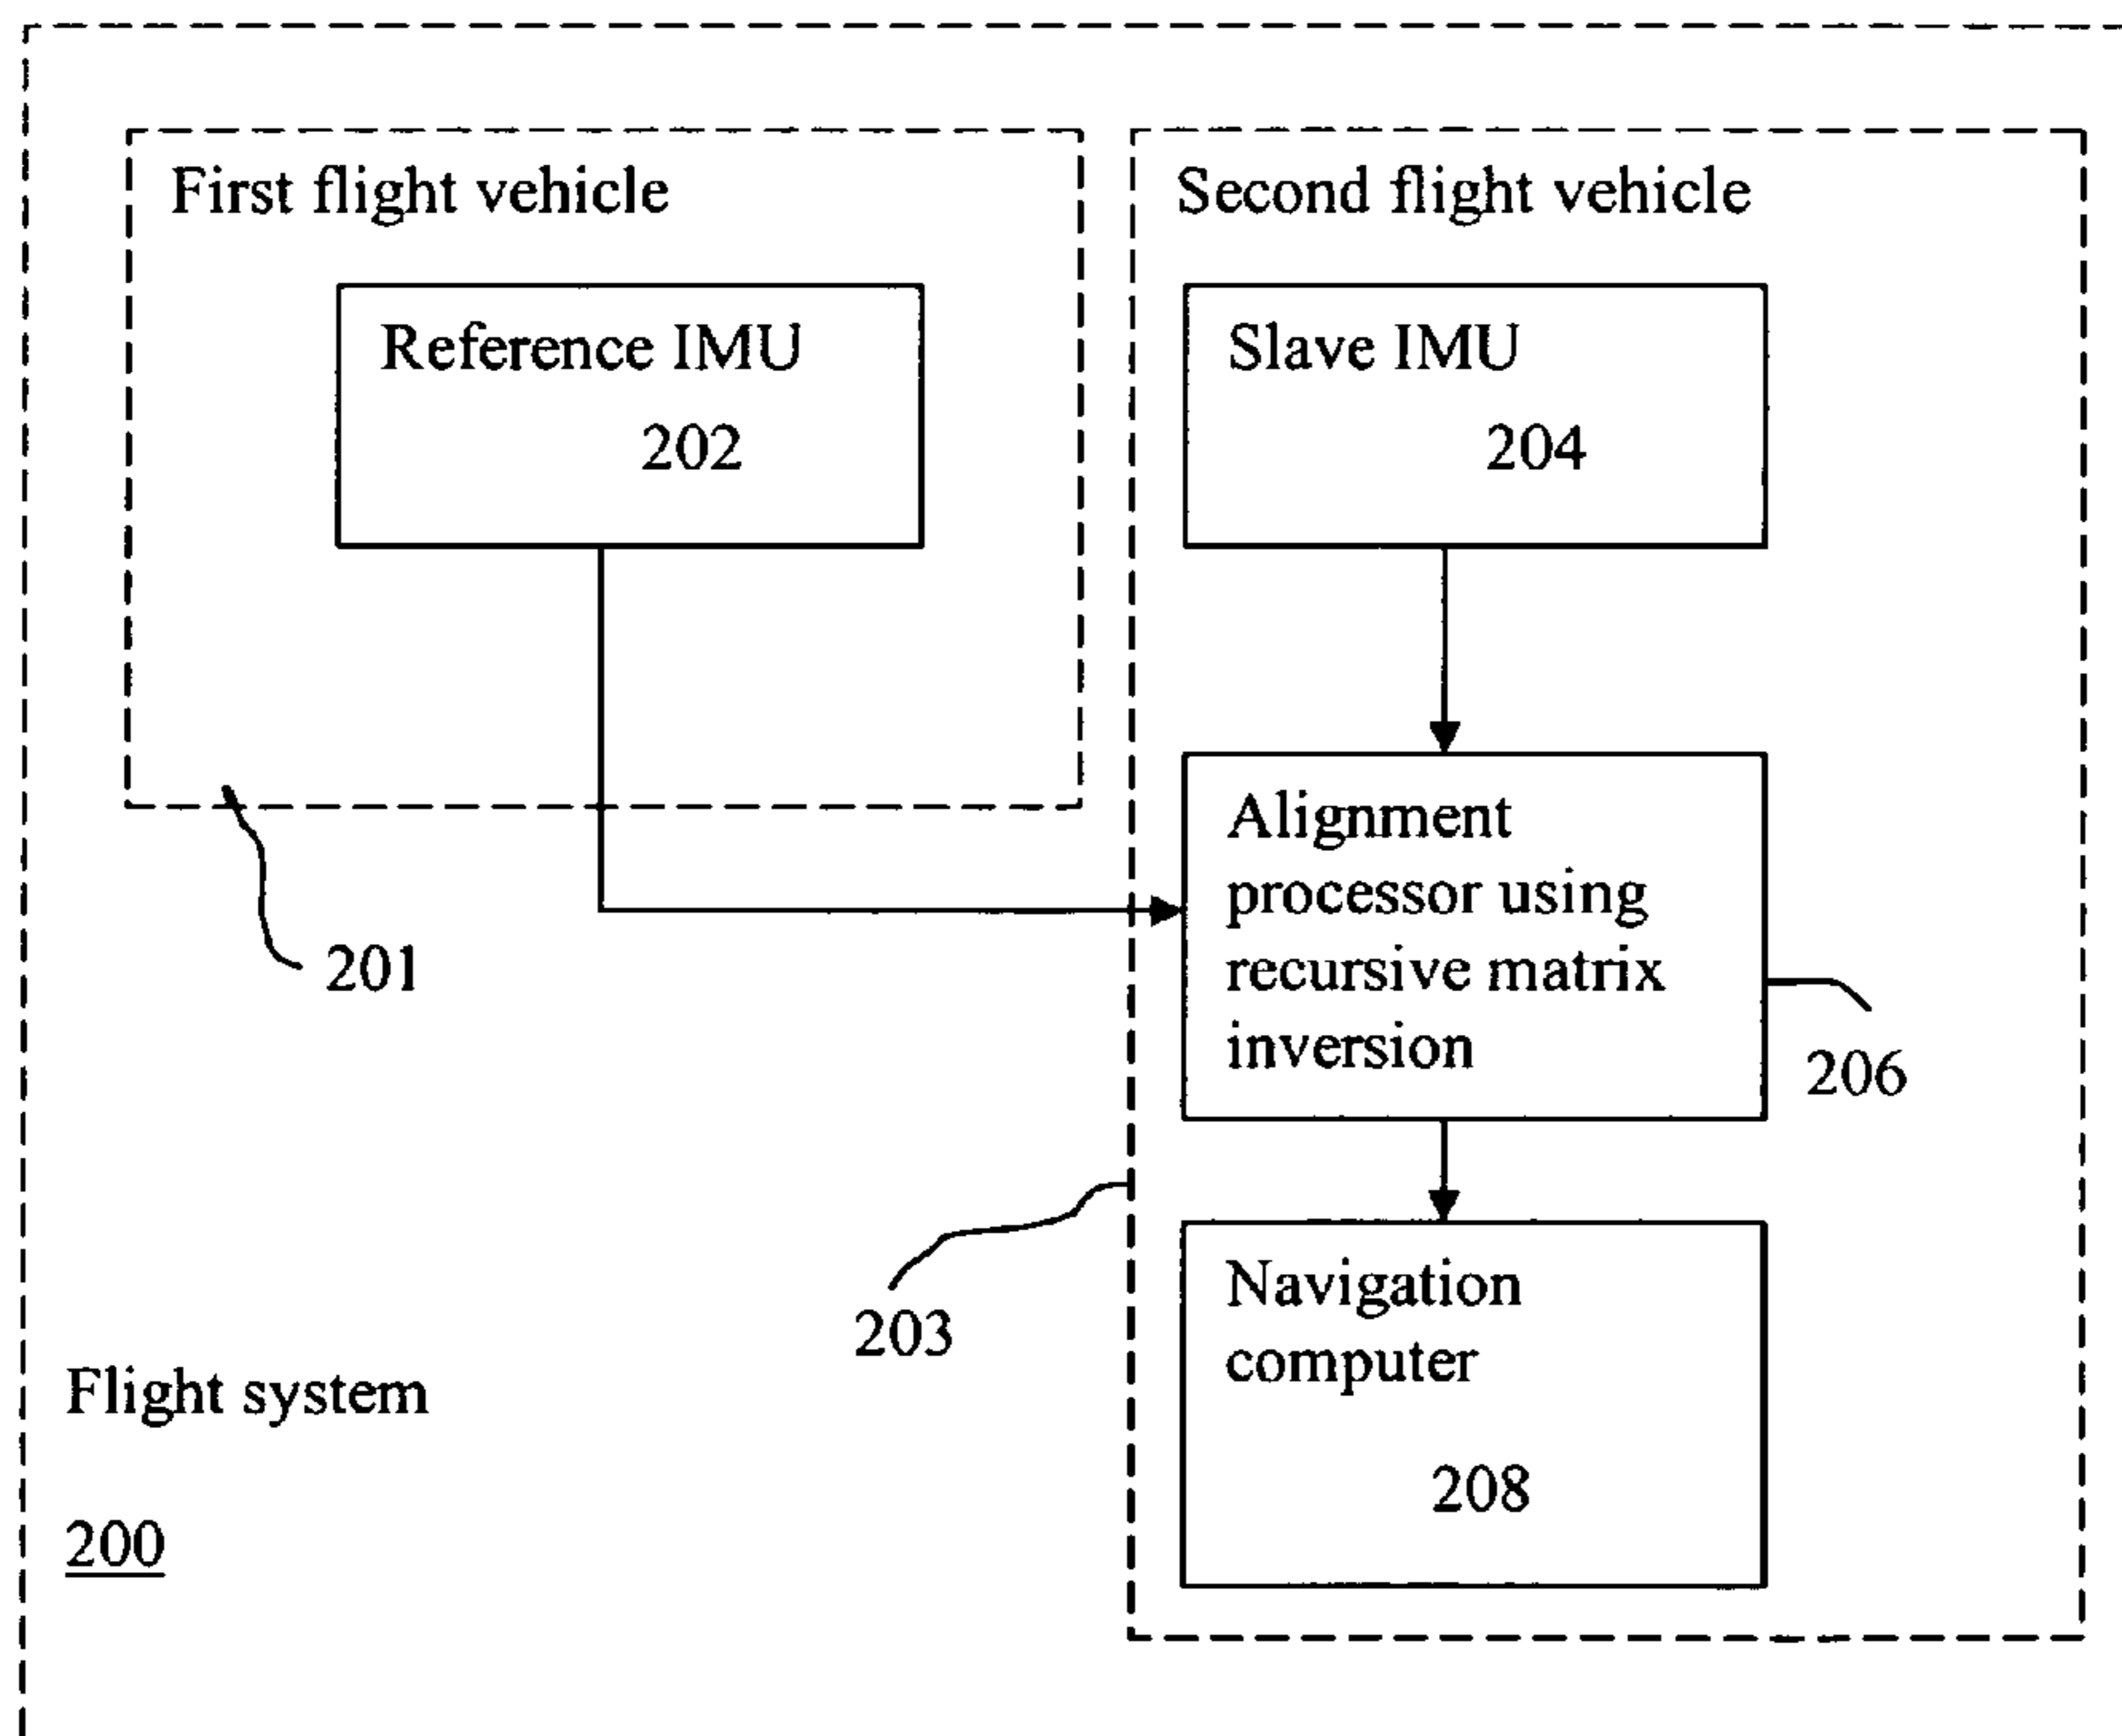 First flight vehicle
Reference IMU
202
201
Second flight vehicle
Slave IMU
204
Alignment
processor using
recursive matrix
inversion
206
203
Navigation
computer
208
Flight system
200